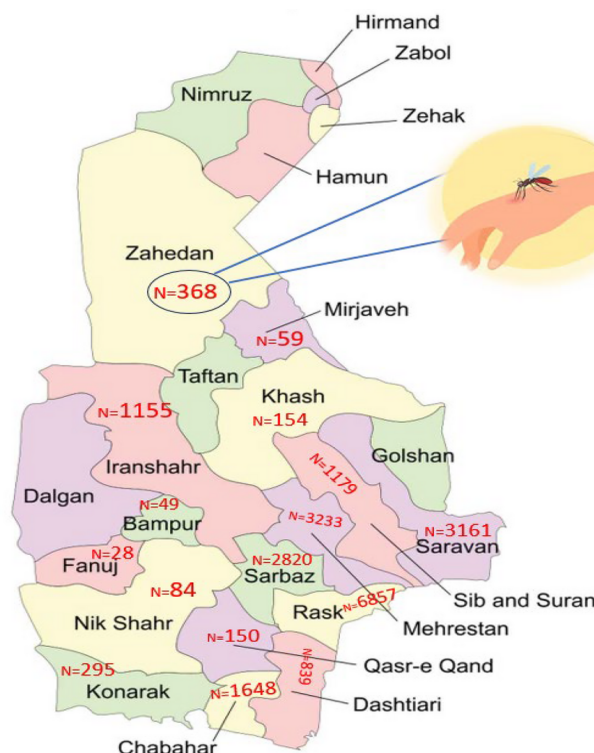 Hirmand
Zabol
Nimruz
Zehak
Hamun
Zahedan
N=368
Mirjaveh
N=59
Taftan
Khash
N=154
N=1155
Iranshahr
N=1179
Golshan
Dalgan
N=49
Bampur
N=3233
N=3161
Saravan
N=28
Fanuj
N=2820
Sarbaz
N=84
Nik Shahr
Rask
N=6857
Sib and Suran
Mehrestan
N=150
Qasr-e Qand
N=295
Konarak
N=839
Dashtiari
N=1648
Chabahar